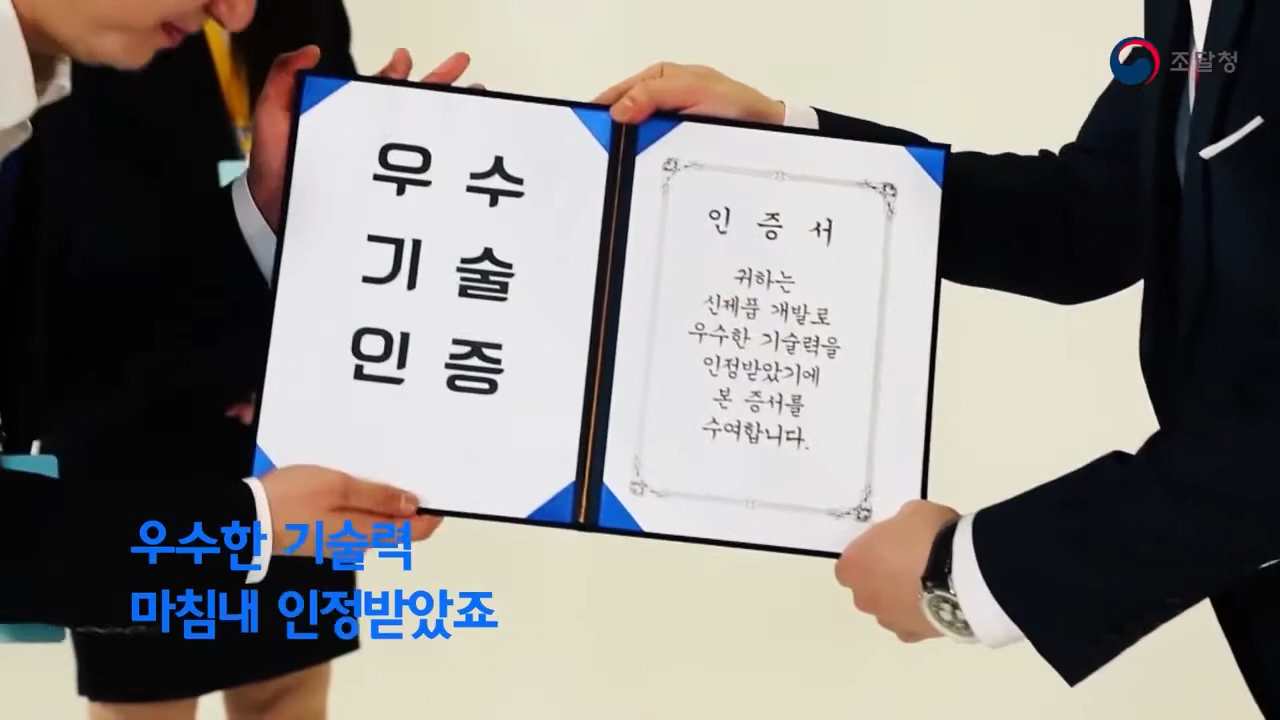 조달청
우수
기술
인증
인증서
귀하는
신제품 개발로
우수한 기술력을
인정받았기에
본 증서를
수여합니다.
우수한 기술력
마침내 인정받았죠